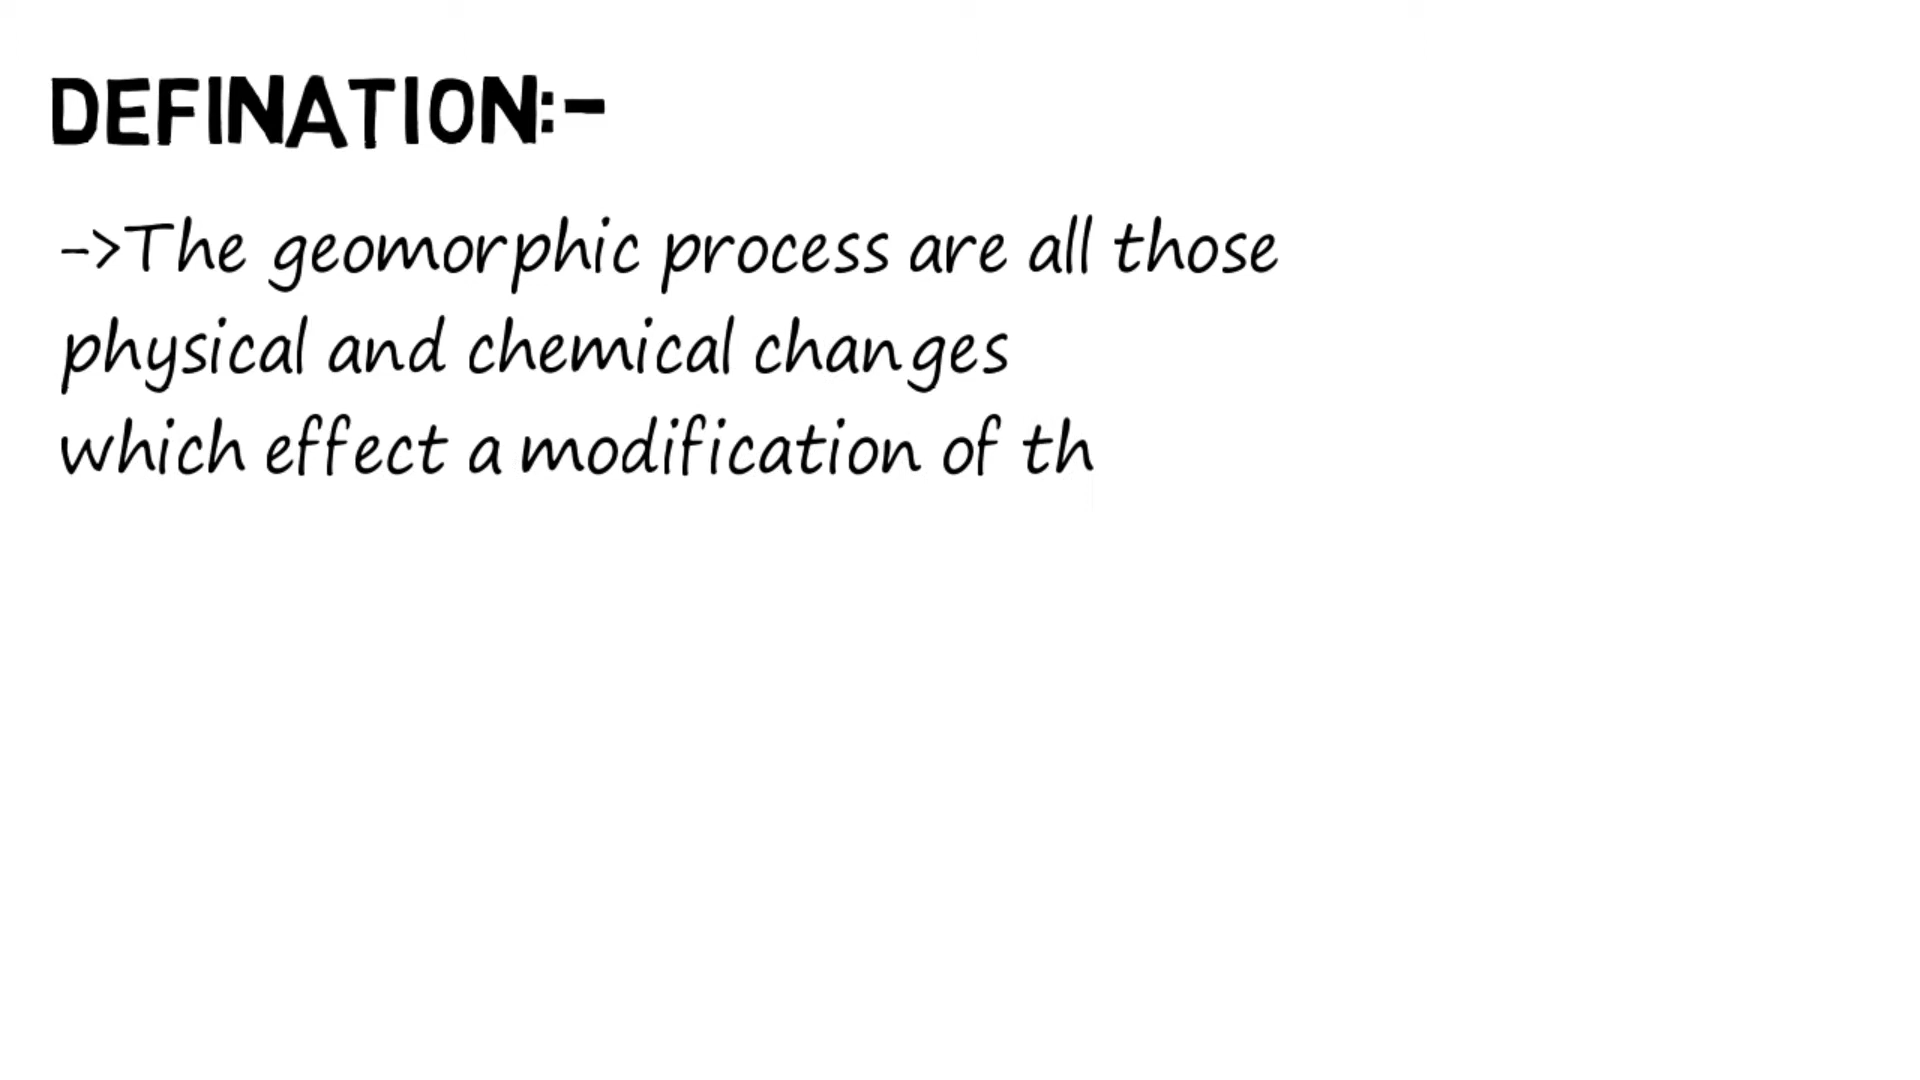 DEFINATION:-
->The geomorphic process are all those
physical and chemical changes
which effect a modification of th